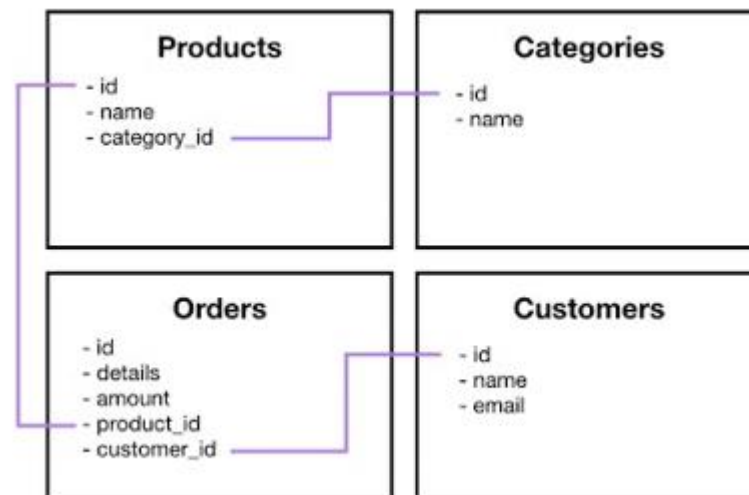 Products
- id
- name
- category_id
Categories
- id
- name
Orders
- id
- details
- amount
- product_id
- customer_id
Customers
- id
- name
- email